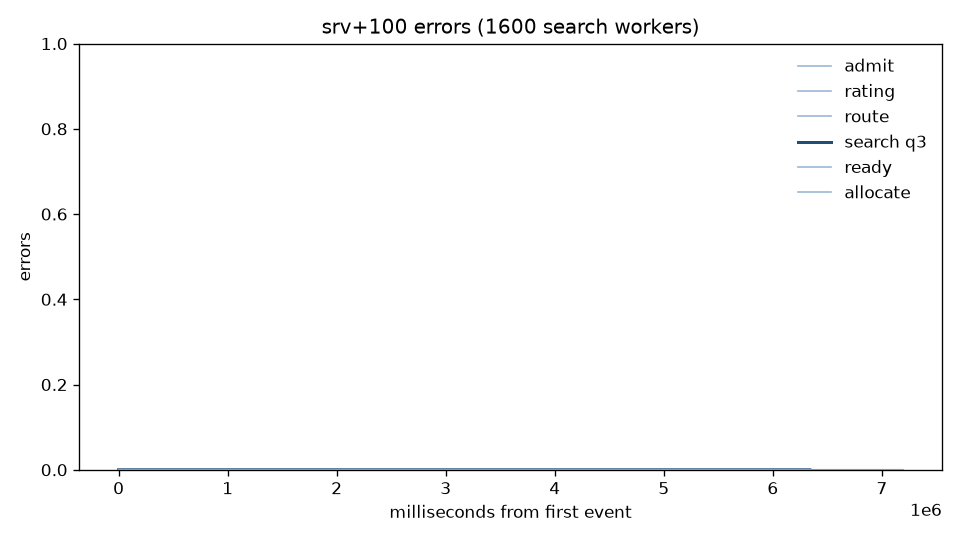 srv+100 errors (1600 search workers)
1.0
0.8
0.6
0.4
0.2
0.0
errors
admit
rating
route
search q3
ready
allocate
0 1 2 3 4 5 6 7
1e6
milliseconds from first event